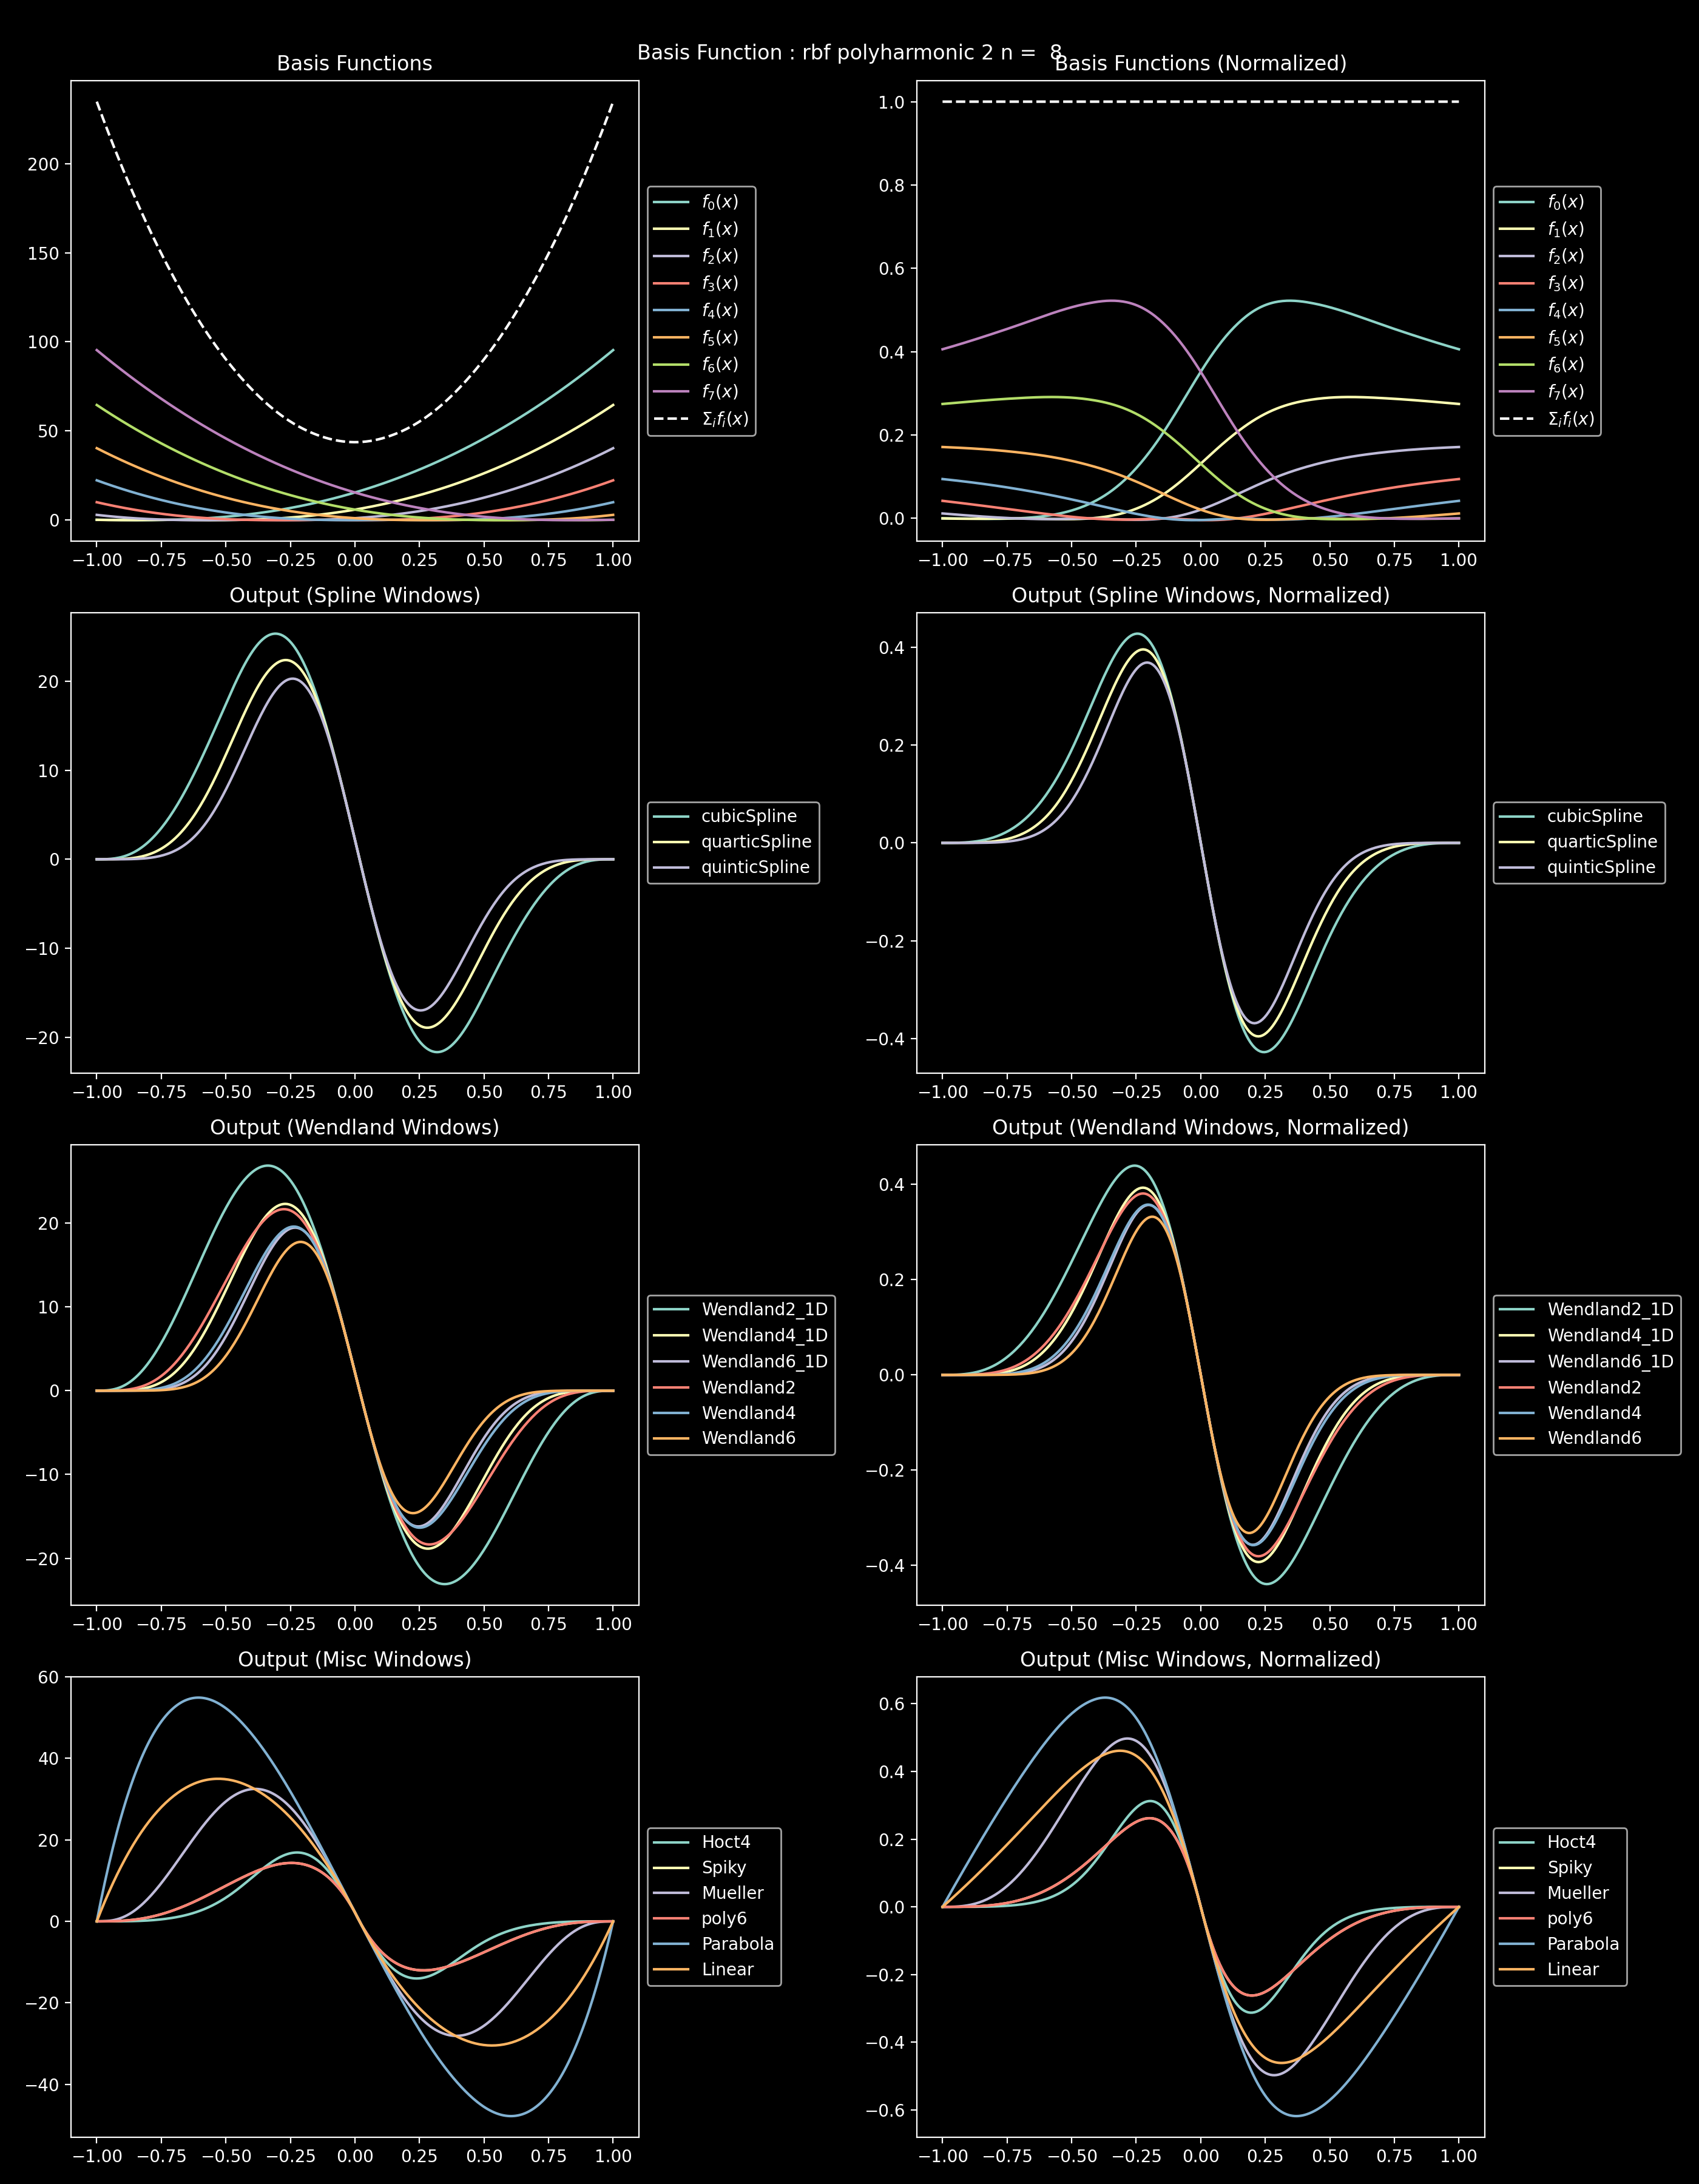 Basis Function : rbf polyharmonic 2 n =  8
Basis Functions
200
150
100
50
0
−1.00 −0.75 −0.50 −0.25 0.00 0.25 0.50 0.75 1.00
f0(x)
f1(x)
f2(x)
f3(x)
f4(x)
f5(x)
f6(x)
f7(x)
Σifi(x)
Basis Functions (Normalized)
1.0
0.8
0.6
0.4
0.2
0.0
−1.00 −0.75 −0.50 −0.25 0.00 0.25 0.50 0.75 1.00
f0(x)
f1(x)
f2(x)
f3(x)
f4(x)
f5(x)
f6(x)
f7(x)
Σifi(x)
Output (Spline Windows)
20
10
0
−10
−20
−1.00 −0.75 −0.50 −0.25 0.00 0.25 0.50 0.75 1.00
cubicSpline
quarticSpline
quinticSpline
Output (Spline Windows, Normalized)
0.4
0.2
0.0
−0.2
−0.4
−1.00 −0.75 −0.50 −0.25 0.00 0.25 0.50 0.75 1.00
cubicSpline
quarticSpline
quinticSpline
Output (Wendland Windows)
20
10
0
−10
−20
−1.00 −0.75 −0.50 −0.25 0.00 0.25 0.50 0.75 1.00
Wendland2_1D
Wendland4_1D
Wendland6_1D
Wendland2
Wendland4
Wendland6
Output (Wendland Windows, Normalized)
0.4
0.2
0.0
−0.2
−0.4
−1.00 −0.75 −0.50 −0.25 0.00 0.25 0.50 0.75 1.00
Wendland2_1D
Wendland4_1D
Wendland6_1D
Wendland2
Wendland4
Wendland6
Output (Misc Windows)
60
40
20
0
−20
−40
−1.00 −0.75 −0.50 −0.25 0.00 0.25 0.50 0.75 1.00
Hoct4
Spiky
Mueller
poly6
Parabola
Linear
Output (Misc Windows, Normalized)
0.6
0.4
0.2
0.0
−0.2
−0.4
−0.6
−1.00 −0.75 −0.50 −0.25 0.00 0.25 0.50 0.75 1.00
Hoct4
Spiky
Mueller
poly6
Parabola
Linear